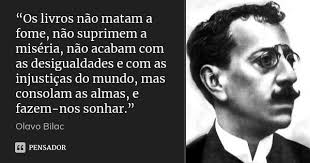 “Os livros não matam a
fome, não suprimem a
miséria, não acabam com
as desigualdades e com as
injustiças do mundo, mas
consolam as almas, e
fazem-nos sonhar.”
Olavo Bilac
PENSADOR